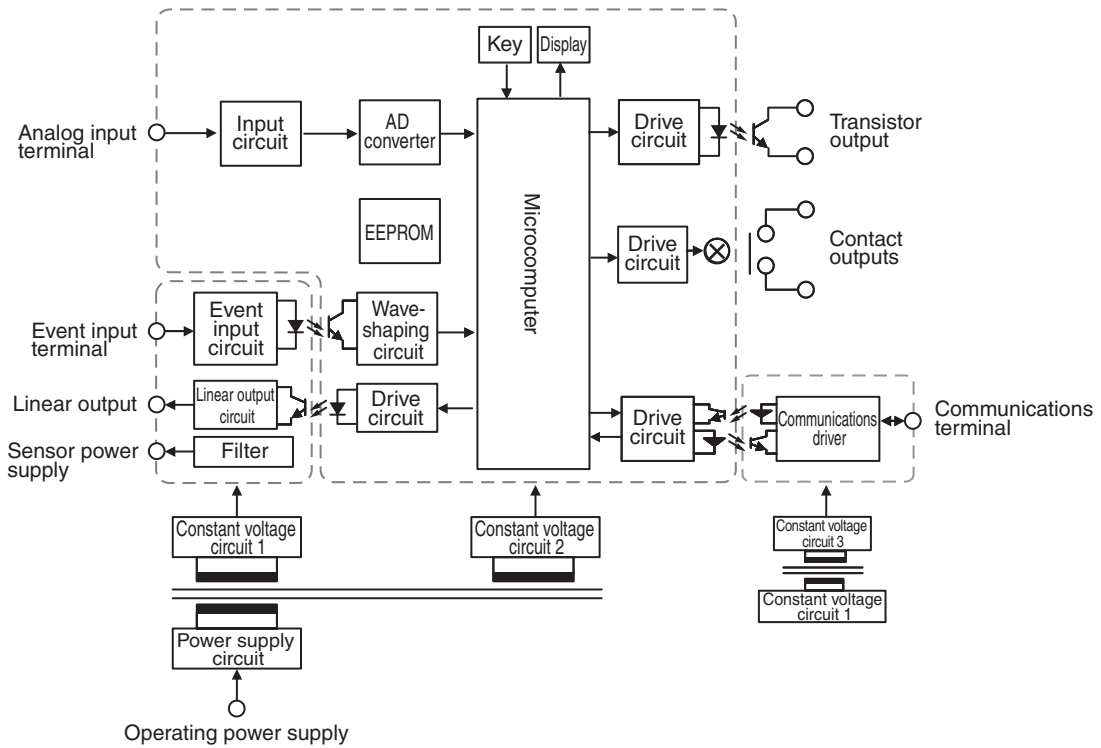 Key
Display
Analog input
terminal
Input
circuit
AD
converter
Drive
circuit
Transistor
output
Microcomputer
EEPROM
Drive
circuit
Contact
outputs
Event input
terminal
Event
input
circuit
Wave-
shaping
circuit
Linear output
Linear output
circuit
Drive
circuit
Drive
circuit
Communications
driver
Communications
terminal
Sensor power
supply
Filter
Constant voltage
circuit 1
Constant voltage
circuit 2
Constant voltage
circuit 3
Constant voltage
circuit 1
Power supply
circuit
Operating power supply